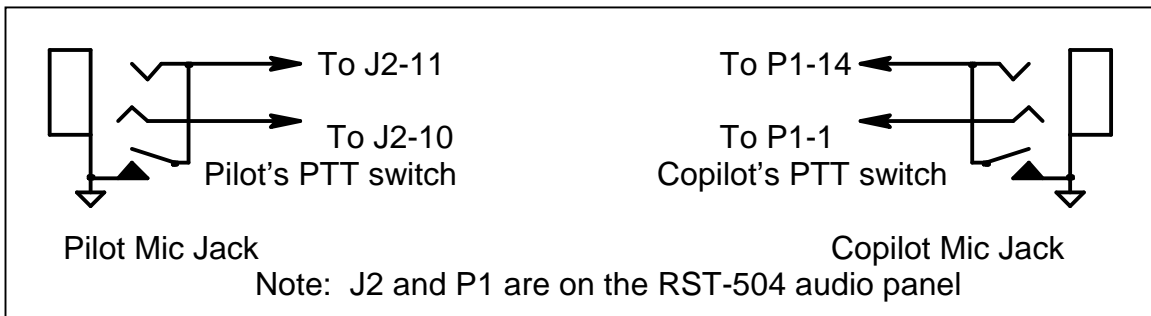 To J2-11
To P1-14
To J2-10
To P1-1
Pilot's PTT switch
Copilot's PTT switch
Pilot Mic Jack
Copilot Mic Jack
Note: J2 and P1 are on the RST-504 audio panel